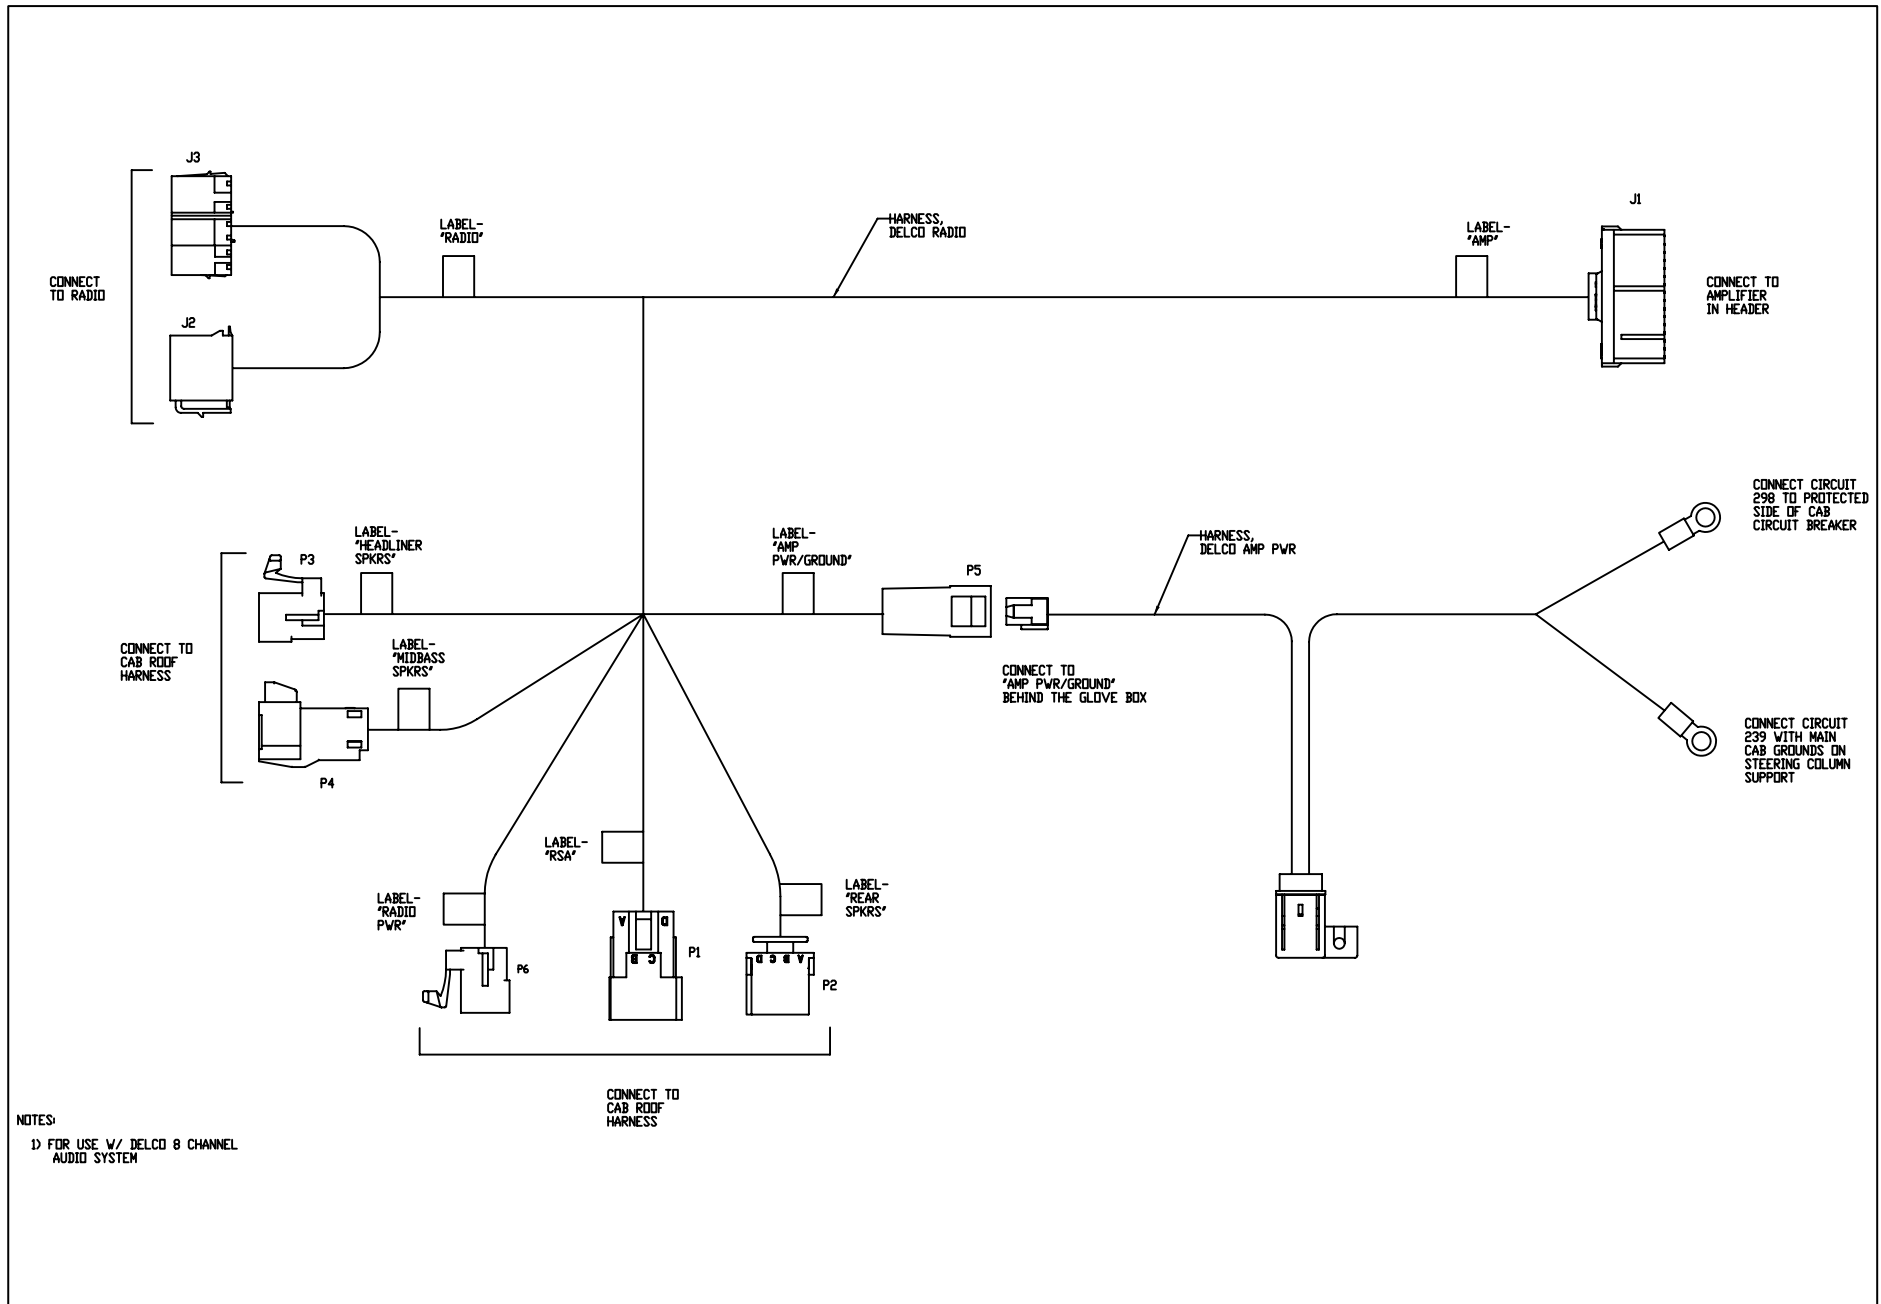 J3
J1
LABEL-
"RADIO"
HARNESS,
DELCO RADIO
LABEL-
"AMP"
CONNECT
TO RADIO
CONNECT TO
AMPLIFIER
IN HEADER
J2
CONNECT CIRCUIT
298 TO PROTECTED
SIDE OF CAB
CIRCUIT BREAKER
LABEL-
"HEADLINER
SPKRS"
LABEL-
"AMP
PWR/GROUND"
HARNESS,
DELCO AMP PWR
P3
P5
CONNECT TO
CAB ROOF
HARNESS
LABEL-
"MIDBASS
SPKRS"
CONNECT TO
"AMP PWR/GROUND"
BEHIND THE GLOVE BOX
CONNECT CIRCUIT
239 WITH MAIN
CAB GROUNDS ON
STEERING COLUMN
SUPPORT
P4
LABEL-
"RSA"
LABEL-
"RADIO
PWR"
LABEL-
"REAR
SPKRS"
A D
B C
P1
D C B A
P6
P2
CONNECT TO
CAB ROOF
HARNESS
NOTES:
1) FOR USE W/ DELCO 8 CHANNEL
AUDIO SYSTEM